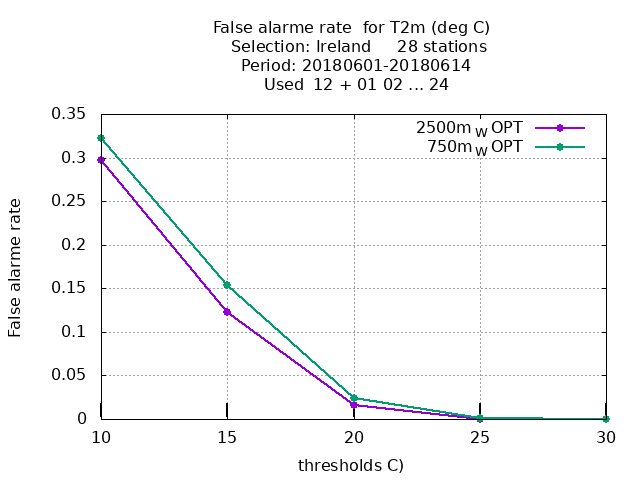 False alarme rate  for T2m (deg C)
Selection: Ireland     28 stations
Period: 20180601-20180614
Used  12 + 01 02 ... 24
0.35
0.3
0.25
0.2
0.15
0.1
0.05
0
False alarme rate
2500m W OPT
750m W OPT
10 15 20 25 30
thresholds C)